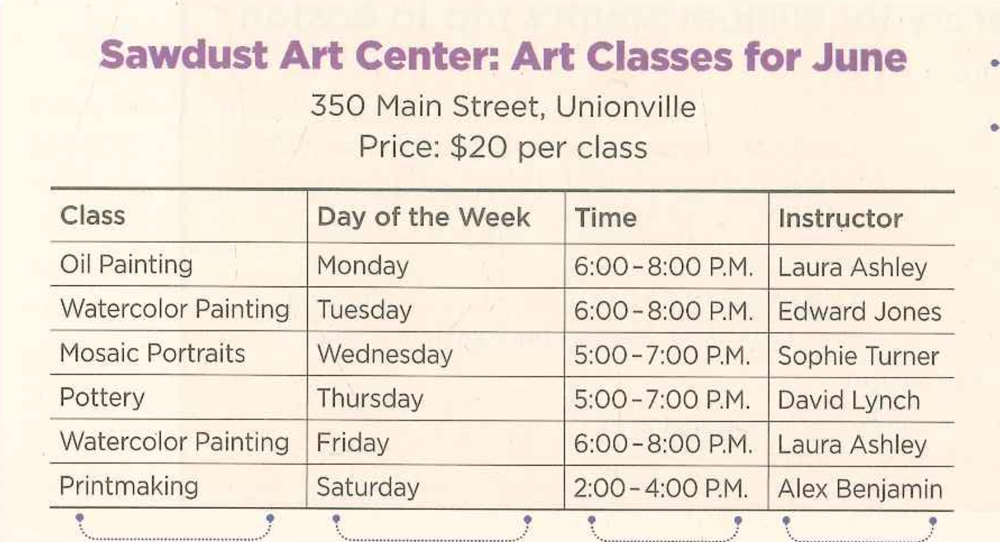 Sawdust Art Center: Art Classes for June
350 Main Street, Unionville
Price: $20 per class
Class Day of the Week Time Instructor
Oil Painting Monday 6:00-8:00 P.M. Laura Ashley
Watercolor Painting Tuesday 6:00-8:00 P.M. Edward Jones
Mosaic Portraits Wednesday 5:00-7:00 P.M. Sophie Turner
Pottery Thursday 5:00-7:00 P.M. David Lynch
Watercolor Painting Friday 6:00-8:00 P.M. Laura Ashley
Printmaking Saturday 2:00-4:00 P.M. Alex Benjamin